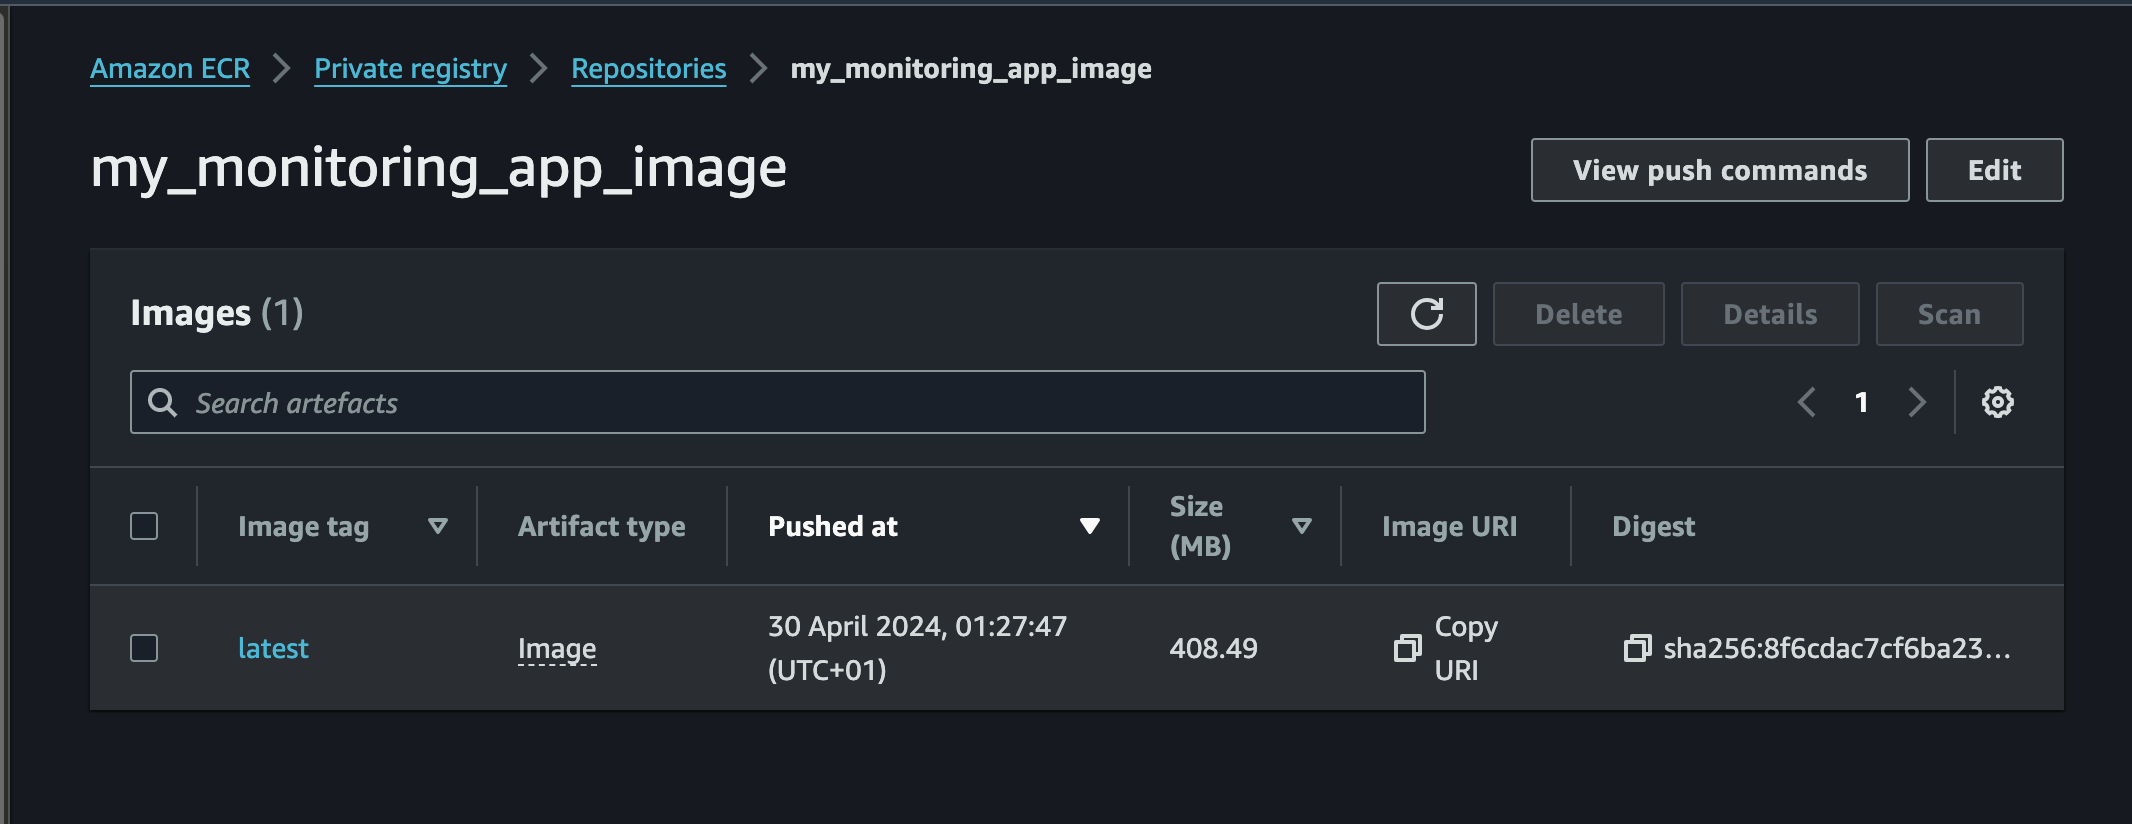 Amazon ECR Private registry Repositories my_monitoring_app_image
my_monitoring_app_image
View push commands Edit
Images (1)
Delete Details Scan
Search artefacts
1
Image tag Artifact type Pushed at Size (MB) Image URI Digest
latest Image 30 April 2024, 01:27:47 (UTC+01) 408.49 Copy URI sha256:8f6cdac7cf6ba23...